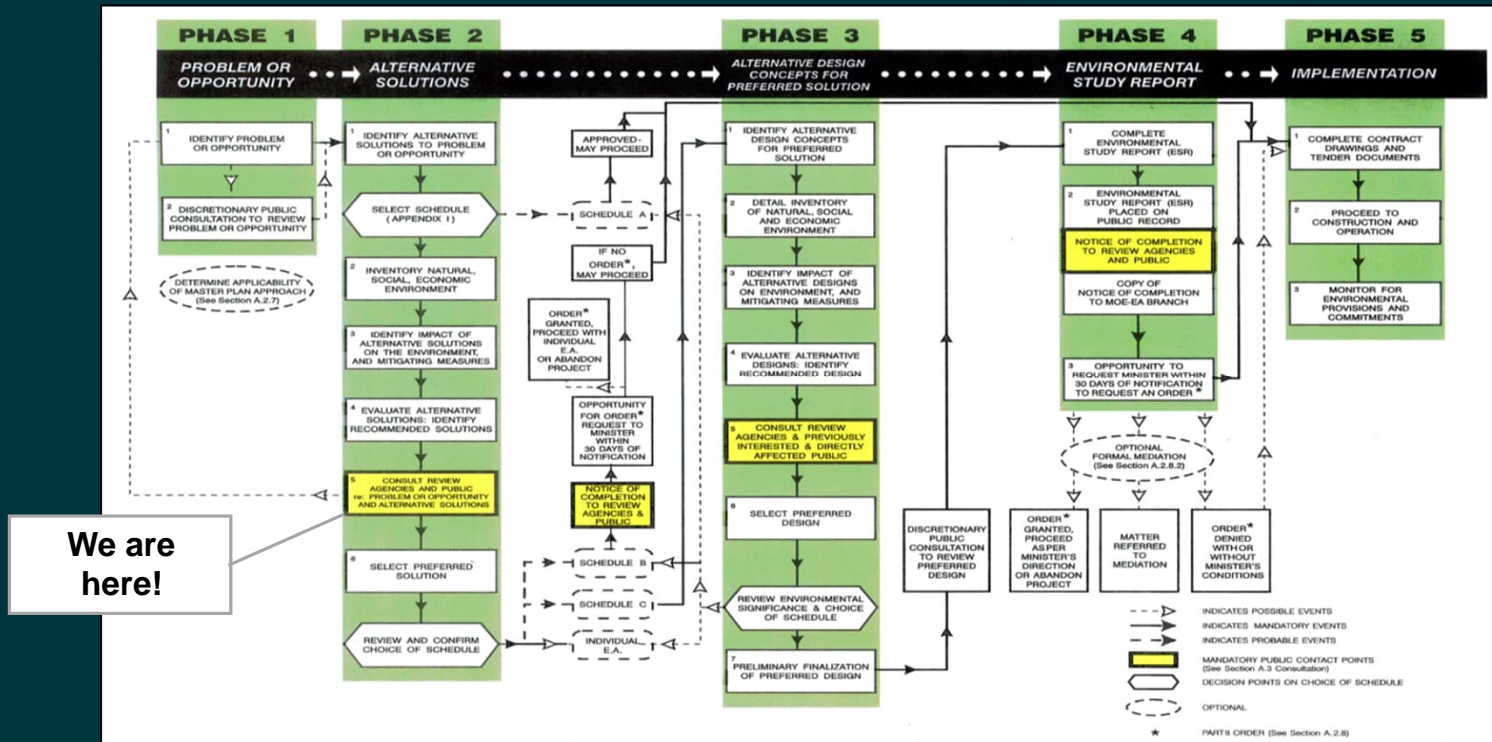 PHASE 1
PROBLEM OR
OPPORTUNITY
1
IDENTIFY PROBLEM
OR OPPORTUNITY
2
DISCRETIONARY PUBLIC
CONSULTATION TO REVIEW
PROBLEM OR OPPORTUNITY
DETERMINE APPLICABILITY
OF MASTER PLAN APPROACH
(See Section A.2.7)
We are
here!
PHASE 2
ALTERNATIVE
SOLUTIONS
1
IDENTIFY ALTERNATIVE
SOLUTIONS TO PROBLEM
OR OPPORTUNITY
SELECT SCHEDULE
(APPENDIX I)
2
INVENTORY NATURAL,
SOCIAL, ECONOMIC
ENVIRONMENT
3
IDENTIFY IMPACT OF
ALTERNATIVE SOLUTIONS
ON THE ENVIRONMENT,
AND MITIGATING MEASURES
4
EVALUATE ALTERNATIVE
SOLUTIONS: IDENTIFY
RECOMMENDED SOLUTIONS
5
CONSULT REVIEW
AGENCIES AND PUBLIC
re: PROBLEM OR OPPORTUNITY
AND ALTERNATIVE SOLUTIONS
6
SELECT PREFERRED
SOLUTION
REVIEW AND CONFIRM
CHOICE OF SCHEDULE
APPROVED-
MAY PROCEED
SCHEDULE A
IF NO
ORDER*,
MAY PROCEED
ORDER*
GRANTED,
PROCEED WITH
INDIVIDUAL
E.A.
OR ABANDON
PROJECT
OPPORTUNITY
FOR ORDER*
REQUEST TO
MINISTER
WITHIN
30 DAYS OF
NOTIFICATION
NOTICE OF
COMPLETION
TO REVIEW
AGENCIES &
PUBLIC
SCHEDULE B
SCHEDULE C
INDIVIDUAL
E.A.
PHASE 3
ALTERNATIVE DESIGN
CONCEPTS FOR
PREFERRED SOLUTION
1
IDENTIFY ALTERNATIVE
DESIGN CONCEPTS
FOR PREFERRED
SOLUTION
2
DETAIL INVENTORY
OF NATURAL, SOCIAL
AND ECONOMIC
ENVIRONMENT
3
IDENTIFY IMPACT OF
ALTERNATIVE DESIGNS
ON ENVIRONMENT, AND
MITIGATING MEASURES
4
EVALUATE ALTERNATIVE
DESIGNS: IDENTIFY
RECOMMENDED DESIGN
5
CONSULT REVIEW
AGENCIES & PREVIOUSLY
INTERESTED & DIRECTLY
AFFECTED PUBLIC
6
SELECT PREFERRED
DESIGN
REVIEW ENVIRONMENTAL
SIGNIFICANCE & CHOICE
OF SCHEDULE
7
PRELIMINARY FINALIZATION
OF PREFERRED DESIGN
DISCRETIONARY
PUBLIC
CONSULTATION
TO REVIEW
PREFERRED
DESIGN
PHASE 4
ENVIRONMENTAL
STUDY REPORT
1
COMPLETE
ENVIRONMENTAL
STUDY REPORT (ESR)
2
ENVIRONMENTAL
STUDY REPORT (ESR)
PLACED ON
PUBLIC RECORD
NOTICE OF COMPLETION
TO REVIEW AGENCIES
AND PUBLIC
COPY OF
NOTICE OF COMPLETION
TO MOE-EA BRANCH
3
OPPORTUNITY TO
REQUEST MINISTER WITHIN
30 DAYS OF NOTIFICATION
TO REQUEST AN ORDER*
OPTIONAL
FORMAL MEDIATION
(See Section A.2.8.2)
ORDER*
GRANTED,
PROCEED
AS PER
MINISTER'S
DIRECTION
OR ABANDON
PROJECT
MATTER
REFERRED
TO
MEDIATION
ORDER*
DENIED
WITH OR
WITHOUT
MINISTER'S
CONDITIONS
PHASE 5
IMPLEMENTATION
1
COMPLETE CONTRACT
DRAWINGS AND
TENDER DOCUMENTS
2
PROCEED TO
CONSTRUCTION AND
OPERATION
3
MONITOR FOR
ENVIRONMENTAL
PROVISIONS AND
COMMITMENTS
INDICATES POSSIBLE EVENTS
INDICATES MANDATORY EVENTS
INDICATES PROBABLE EVENTS
MANDATORY PUBLIC CONTACT POINTS
(See Section A.3 Consultation)
DECISION POINTS ON CHOICE OF SCHEDULE
OPTIONAL
* PART II ORDER (See Section A.2.8)